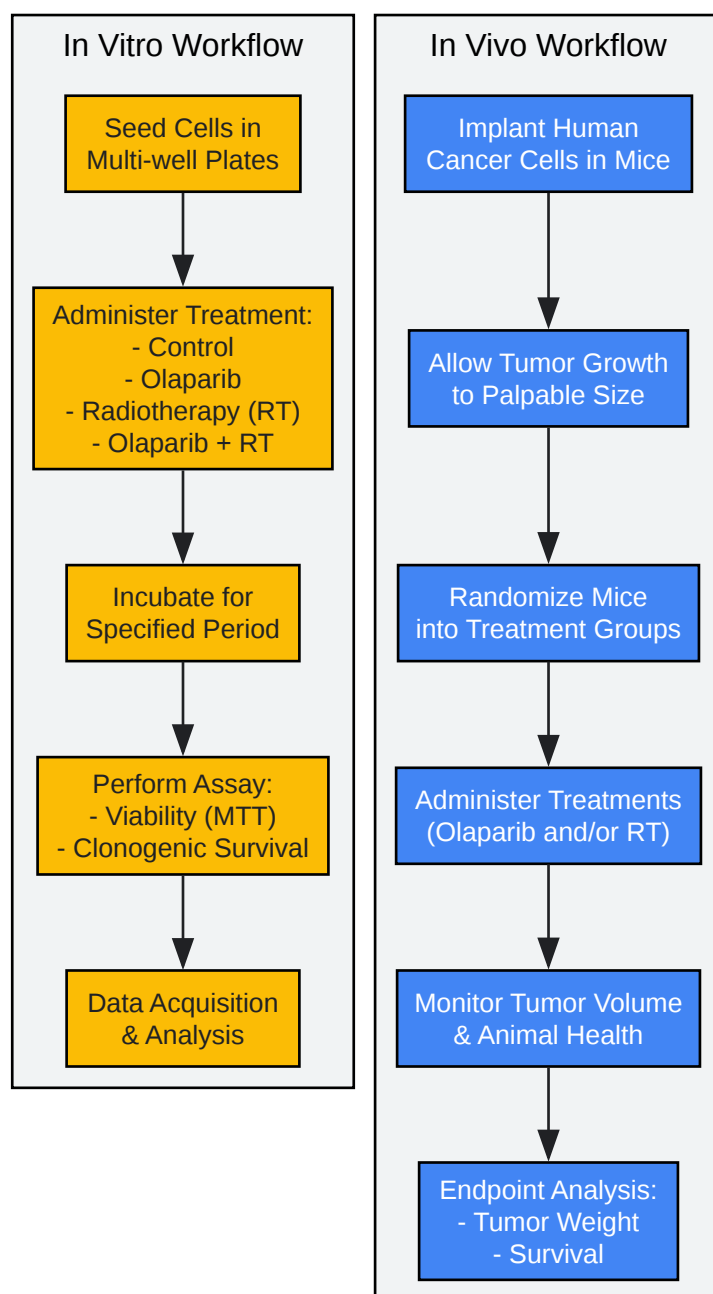 In Vitro Workflow
Seed Cells in
Multi-well Plates
Administer Treatment:
- Control
- Olaparib
- Radiotherapy (RT)
- Olaparib + RT
Incubate for
Specified Period
Perform Assay:
- Viability (MTT)
- Clonogenic Survival
Data Acquisition
& Analysis
In Vivo Workflow
Implant Human
Cancer Cells in Mice
Allow Tumor Growth
to Palpable Size
Randomize Mice
into Treatment Groups
Administer Treatments
(Olaparib and/or RT)
Monitor Tumor Volume
& Animal Health
Endpoint Analysis:
- Tumor Weight
- Survival